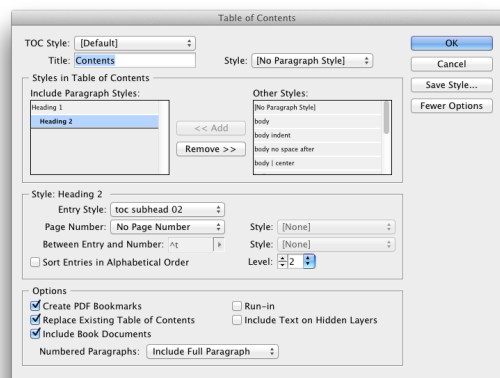 Table of Contents
TOC Style: [Default]
OK
Title: Contents Style: [No Paragraph Style]
Cancel
Styles in Table of Contents
Save Style...
Include Paragraph Styles: Other Styles:
Fewer Options
Heading 1 [No Paragraph Style]
Heading 2 body
<< Add body indent
Remove >> body no space after
body | center
Style: Heading 2
Entry Style: toc subhead 02
Page Number: No Page Number Style: [None]
Between Entry and Number: ^t Style: [None]
Sort Entries in Alphabetical Order Level: 2
Options
Create PDF Bookmarks Run-in
Replace Existing Table of Contents Include Text on Hidden Layers
Include Book Documents
Numbered Paragraphs: Include Full Paragraph